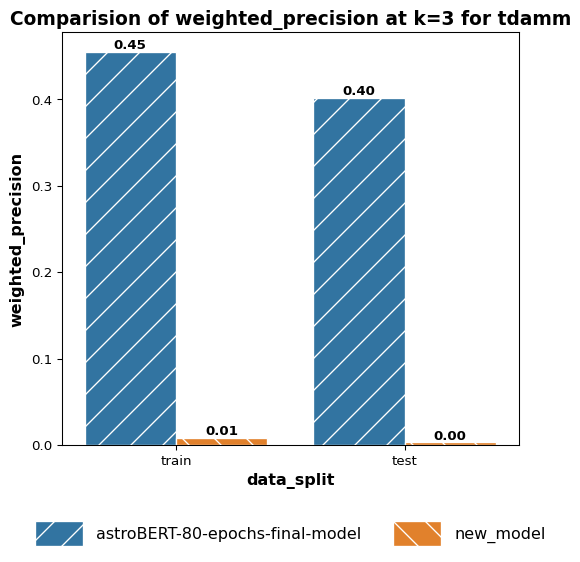 Comparision of weighted_precision at k=3 for tdamm
weighted_precision
0.4
0.3
0.2
0.1
0.0
0.45
0.01
0.40
0.00
train
test
data_split
astroBERT-80-epochs-final-model
new_model